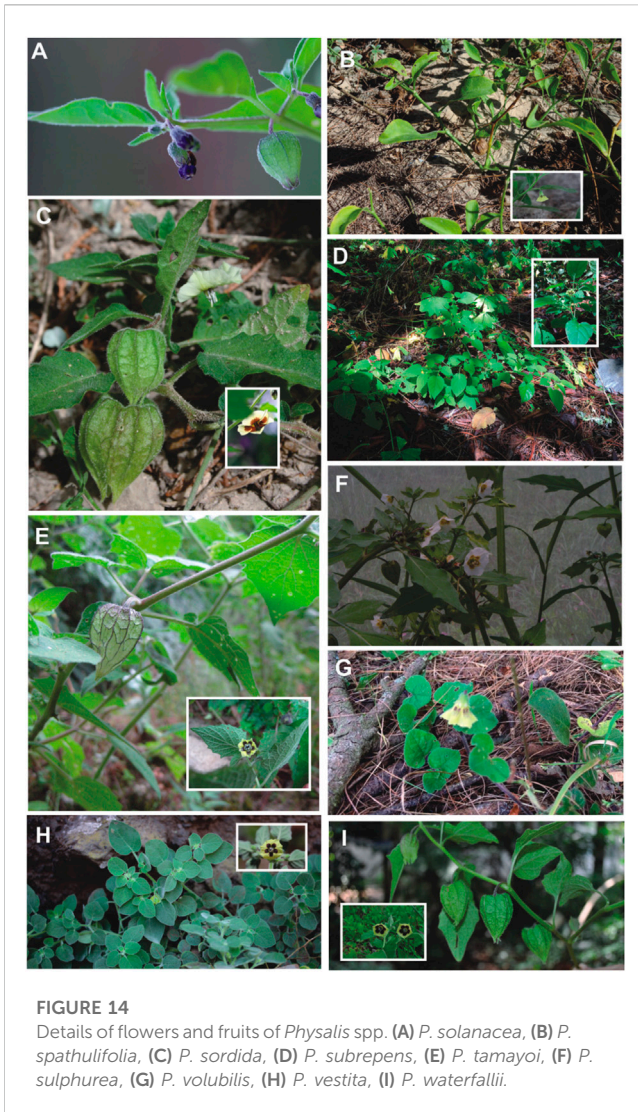 A
B
C
D
E
F
G
H
I
FIGURE 14
Details of flowers and fruits of Physalis spp. (A) P. solanacea, (B) P.
spathulifolia, (C) P. sordida, (D) P. subrepens, (E) P. tamayoi, (F) P.
sulphurea, (G) P. volubilis, (H) P. vestita, (I) P. waterfallii.